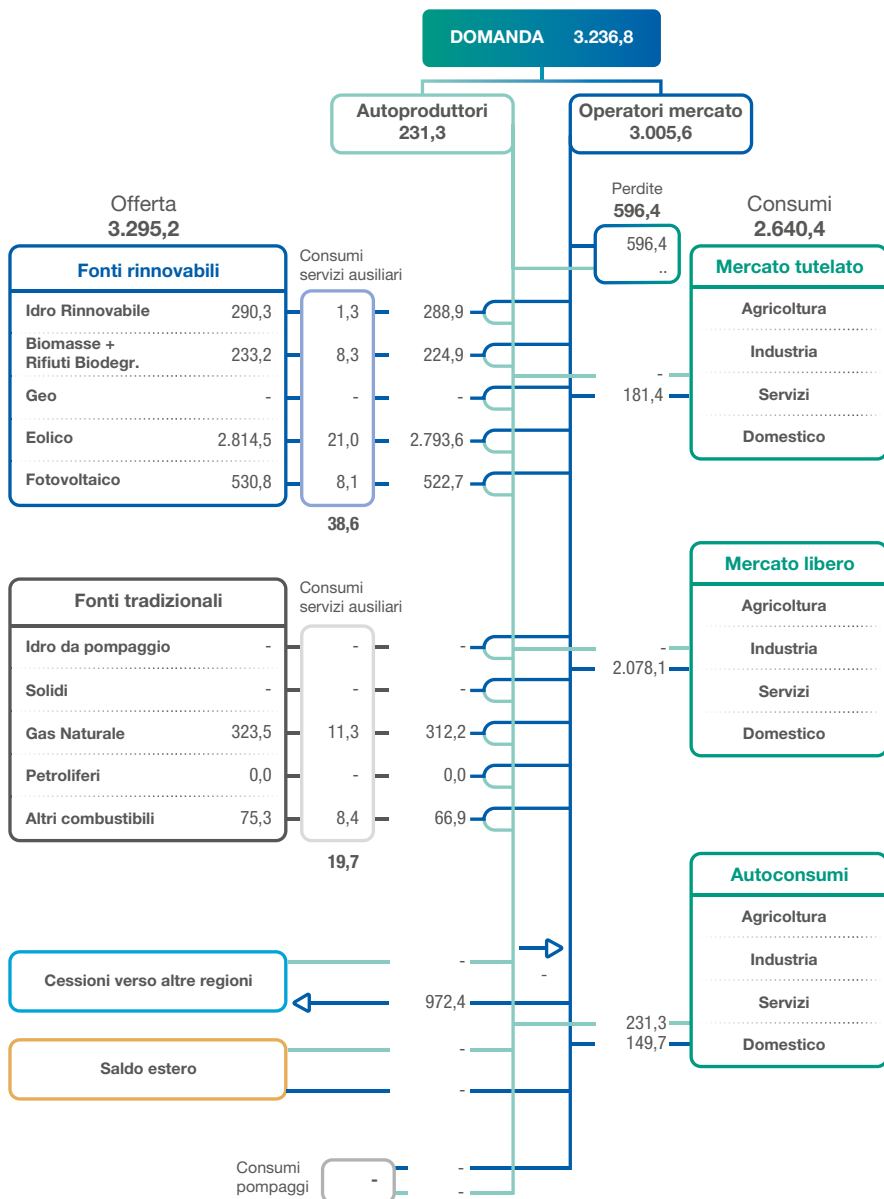 DOMANDA 3.236,8
Autoproduttori
231,3
Operatori mercato
3.005,6
Offerta
3.295,2
Perdite
596,4
596,4
..
Consumi
2.640,4
Fonti rinnovabili
Consumi
servizi ausiliari
Idro Rinnovabile 290,3 1,3 288,9
Biomasse +
Rifiuti Biodegr. 233,2 8,3 224,9
Geo - - -
Eolico 2.814,5 21,0 2.793,6
Fotovoltaico 530,8 8,1 522,7
38,6
Mercato tutelato
Agricoltura
Industria
Servizi
Domestico
-
181,4
Fonti tradizionali
Consumi
servizi ausiliari
Idro da pompaggio - - -
Solidi - - -
Gas Naturale 323,5 11,3 312,2
Petroliferi 0,0 - 0,0
Altri combustibili 75,3 8,4 66,9
19,7
Mercato libero
Agricoltura
Industria
Servizi
Domestico
-
2.078,1
Autoconsumi
Agricoltura
Industria
Servizi
Domestico
231,3
149,7
Cessioni verso altre regioni
-
-
972,4
Saldo estero
-
-
Consumi
pompaggi
-
-
-